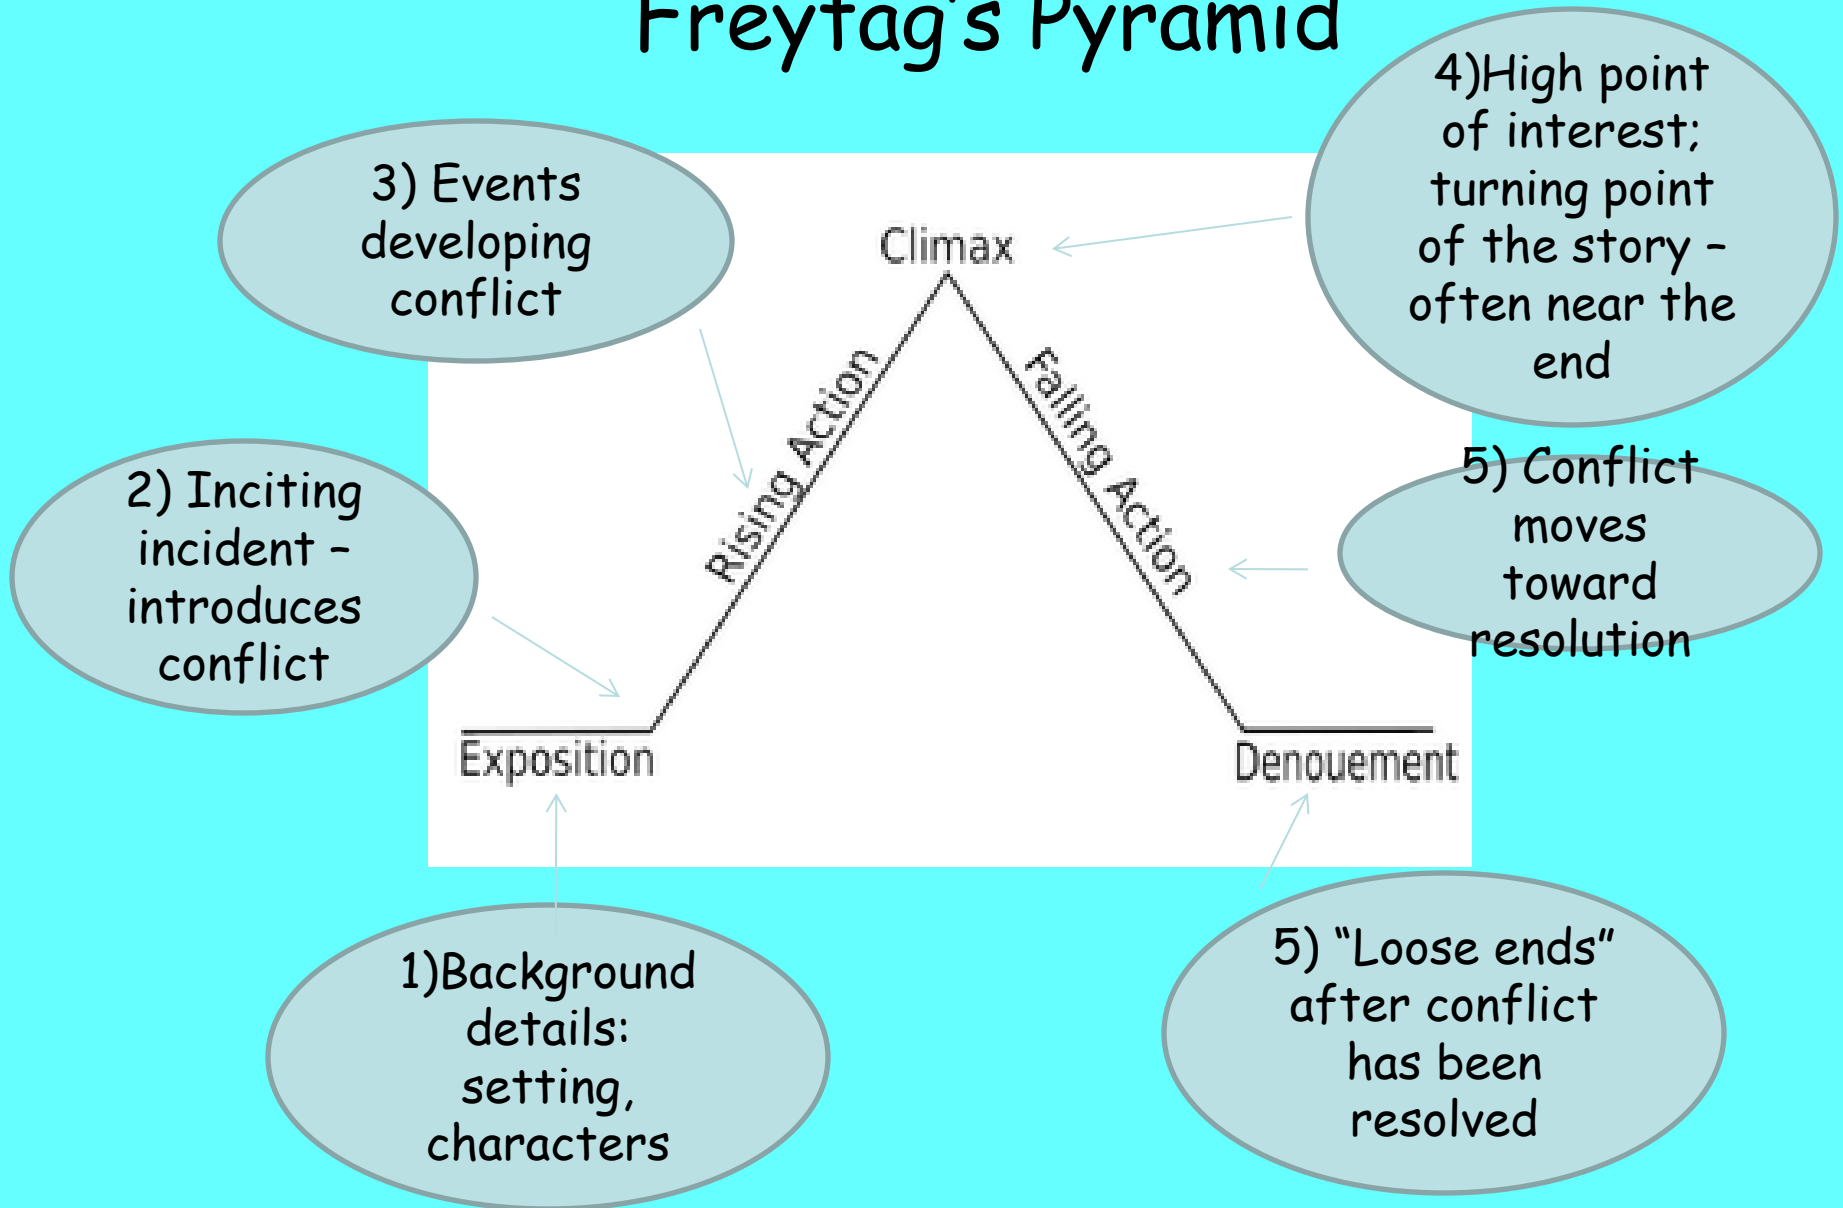 Freytag's Pyramid
3) Events
developing
conflict
4)High point
of interest;
turning point
of the story –
often near the
end
Climax
Rising Action
Falling Action
2) Inciting
incident –
introduces
conflict
5) Conflict
moves
toward
resolution
Exposition
Denouement
1)Background
details:
setting,
characters
5) “Loose ends”
after conflict
has been
resolved